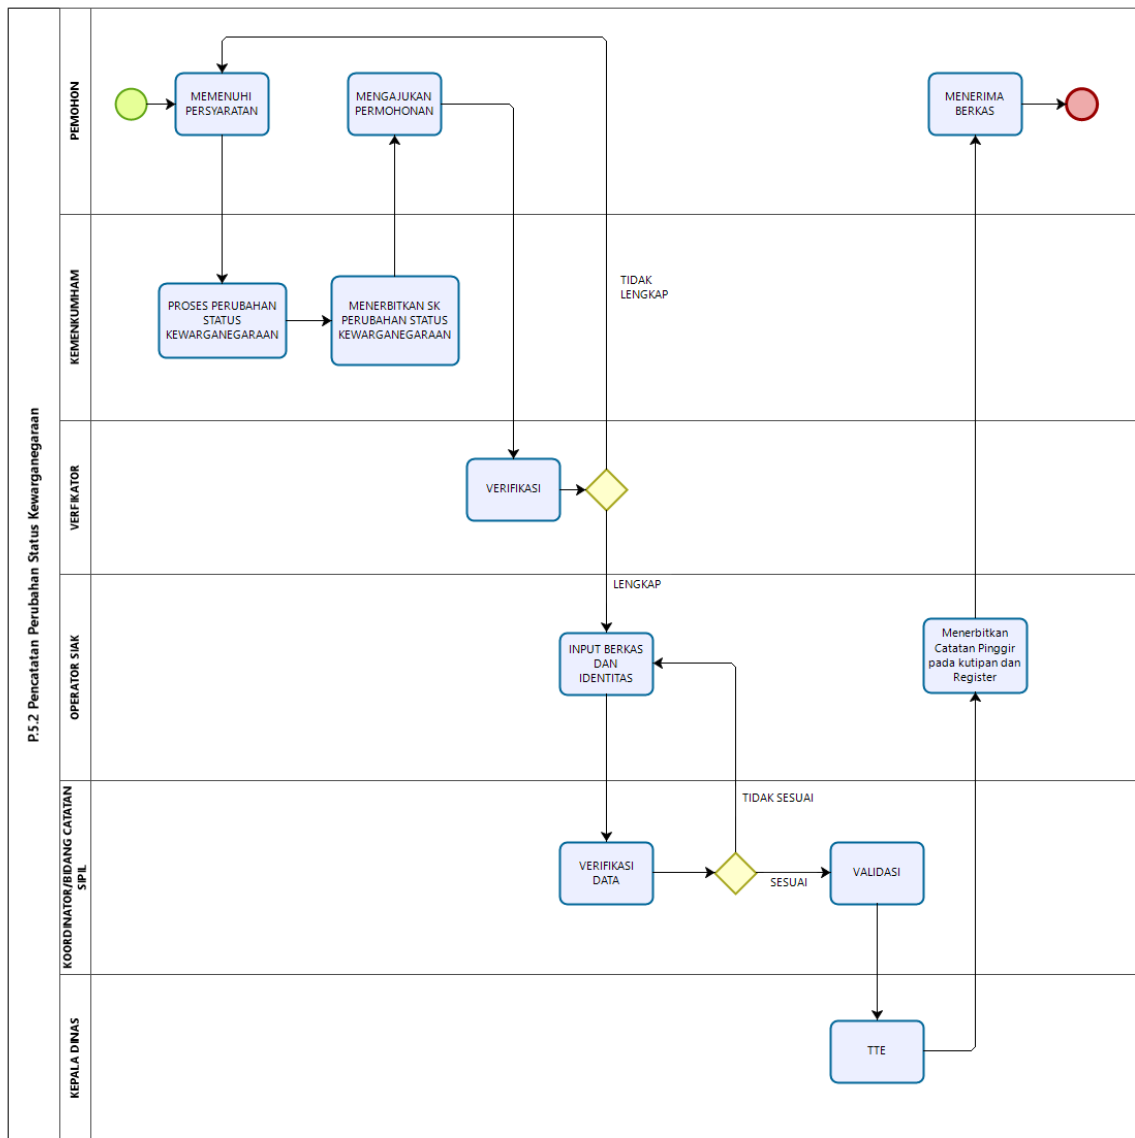 P.5.2 Pencatatan Perubahan Status Kewarganegaraan
PEMOHON
MEMENUHI
PERSYARATAN
MENGAJUKAN
PERMOHONAN
MENERIMA
BERKAS
KEMENKUMHAM
PROSES PERUBAHAN
STATUS
KEWARGANEGARAAN
MENERBITKAN SK
PERUBAHAN STATUS
KEWARGANEGARAAN
TIDAK
LENGKAP
VERFIKATOR
VERIFIKASI
LENGKAP
OPERATOR SIAK
INPUT BERKAS
DAN
IDENTITAS
Menerbitkan
Catatan Pinggir
pada kutipan dan
Register
KOORDINATOR/BIDANG CATATAN
SIPIL
TIDAK SESUAI
VERIFIKASI
DATA
SESUAI
VALIDASI
KEPALA DINAS
TTE